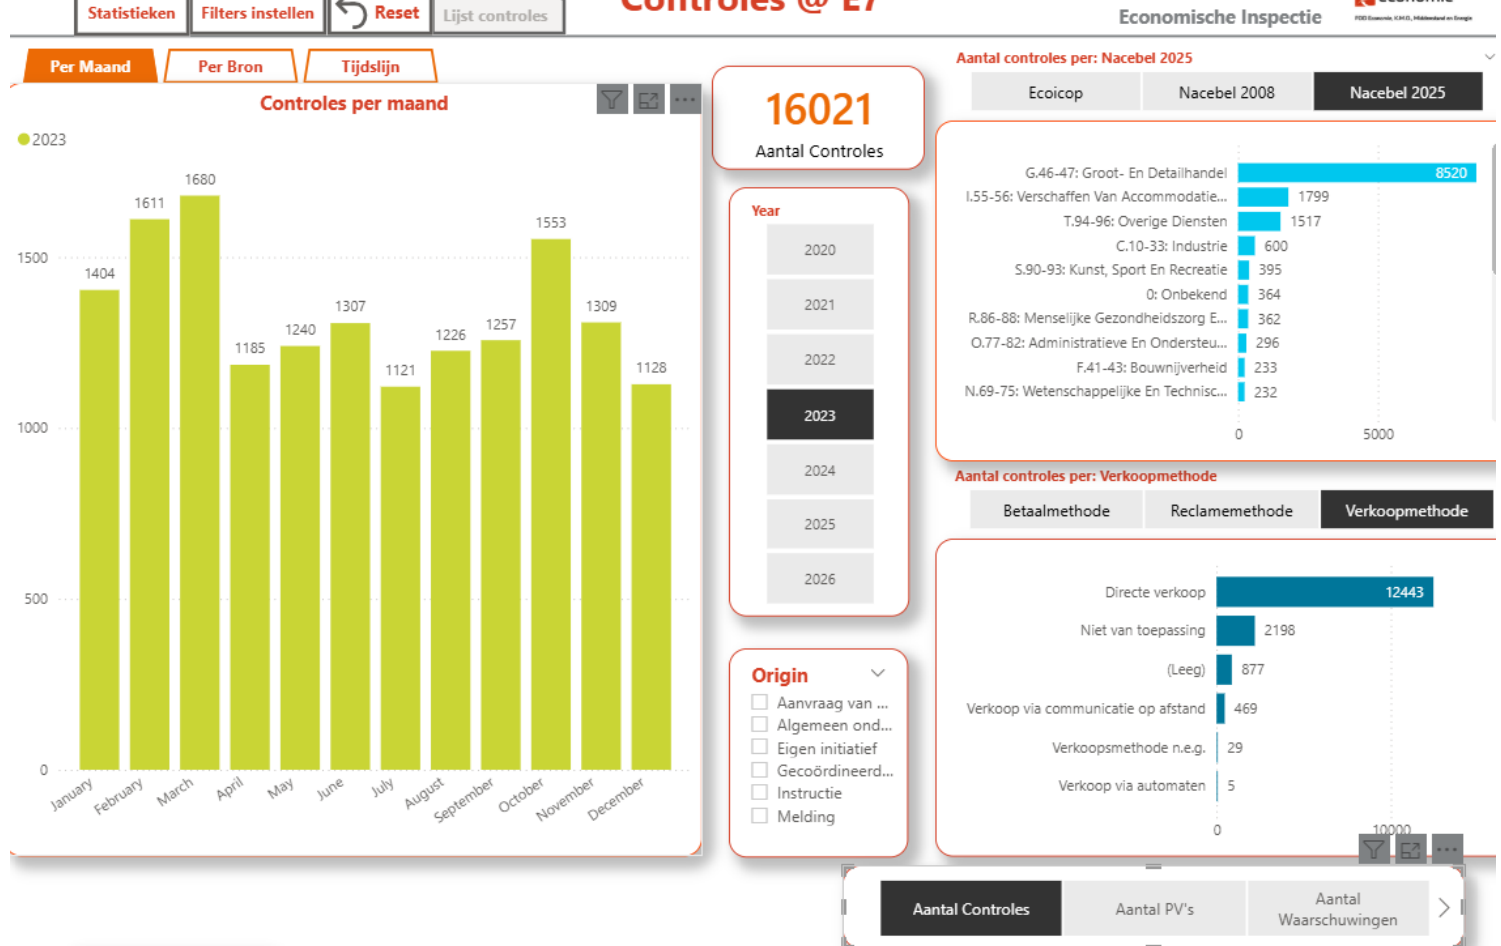 Statistieken
Filters instellen
Reset
Lijst controles
Controles @ E7
Economische Inspectie
economie
FOD Economie, K.M.O., Middenstand en Energie
Per Maand
Per Bron
Tijdslijn
Controles per maand
2023
1404
1611
1680
1185
1240
1307
1121
1226
1257
1553
1309
1128
1500
1000
500
0
January
February
March
April
May
June
July
August
September
October
November
December
16021
Aantal Controles
Year
2020
2021
2022
2023
2024
2025
2026
Origin
Aanvraag van ...
Algemeen ond...
Eigen initiatief
Gecoördineerd...
Instructie
Melding
Aantal controles per: Nacebel 2025
Ecoicop
Nacebel 2008
Nacebel 2025
G.46-47: Groot- En Detailhandel 8520
I.55-56: Verschaffen Van Accommodatie... 1799
T.94-96: Overige Diensten 1517
C.10-33: Industrie 600
S.90-93: Kunst, Sport En Recreatie 395
0: Onbekend 364
R.86-88: Menselijke Gezondheidszorg E... 362
O.77-82: Administratieve En Ondersteu... 296
F.41-43: Bouwnijverheid 233
N.69-75: Wetenschappelijke En Technisc... 232
0 5000
Aantal controles per: Verkoopmethode
Betaalmethode
Reclamemethode
Verkoopmethode
Directe verkoop 12443
Niet van toepassing 2198
(Leeg) 877
Verkoop via communicatie op afstand 469
Verkoopsmethode n.e.g. 29
Verkoop via automaten 5
0 10000
Aantal Controles
Aantal PV's
Aantal
Waarschuwingen